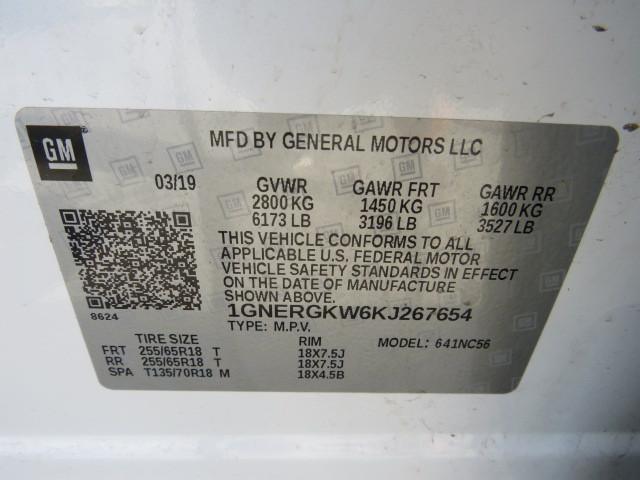 GM
MFD BY GENERAL MOTORS LLC
03/19 GVWR GAWR FRT GAWR RR
2800 KG 1450 KG 1600 KG
6173 LB 3196 LB 3527 LB
THIS VEHICLE CONFORMS TO ALL
APPLICABLE U.S. FEDERAL MOTOR
VEHICLE SAFETY STANDARDS IN EFFECT
ON THE DATE OF MANUFACTURE
SHOWN ABOVE.
8624
1GNERGKW6KJ267654
TYPE: M.P.V.
TIRE SIZE RIM MODEL: 641NC56
FRT 255/65R18 T 18X7.5J
RR 255/65R18 T 18X7.5J
SPA T135/70R18 M 18X4.5B